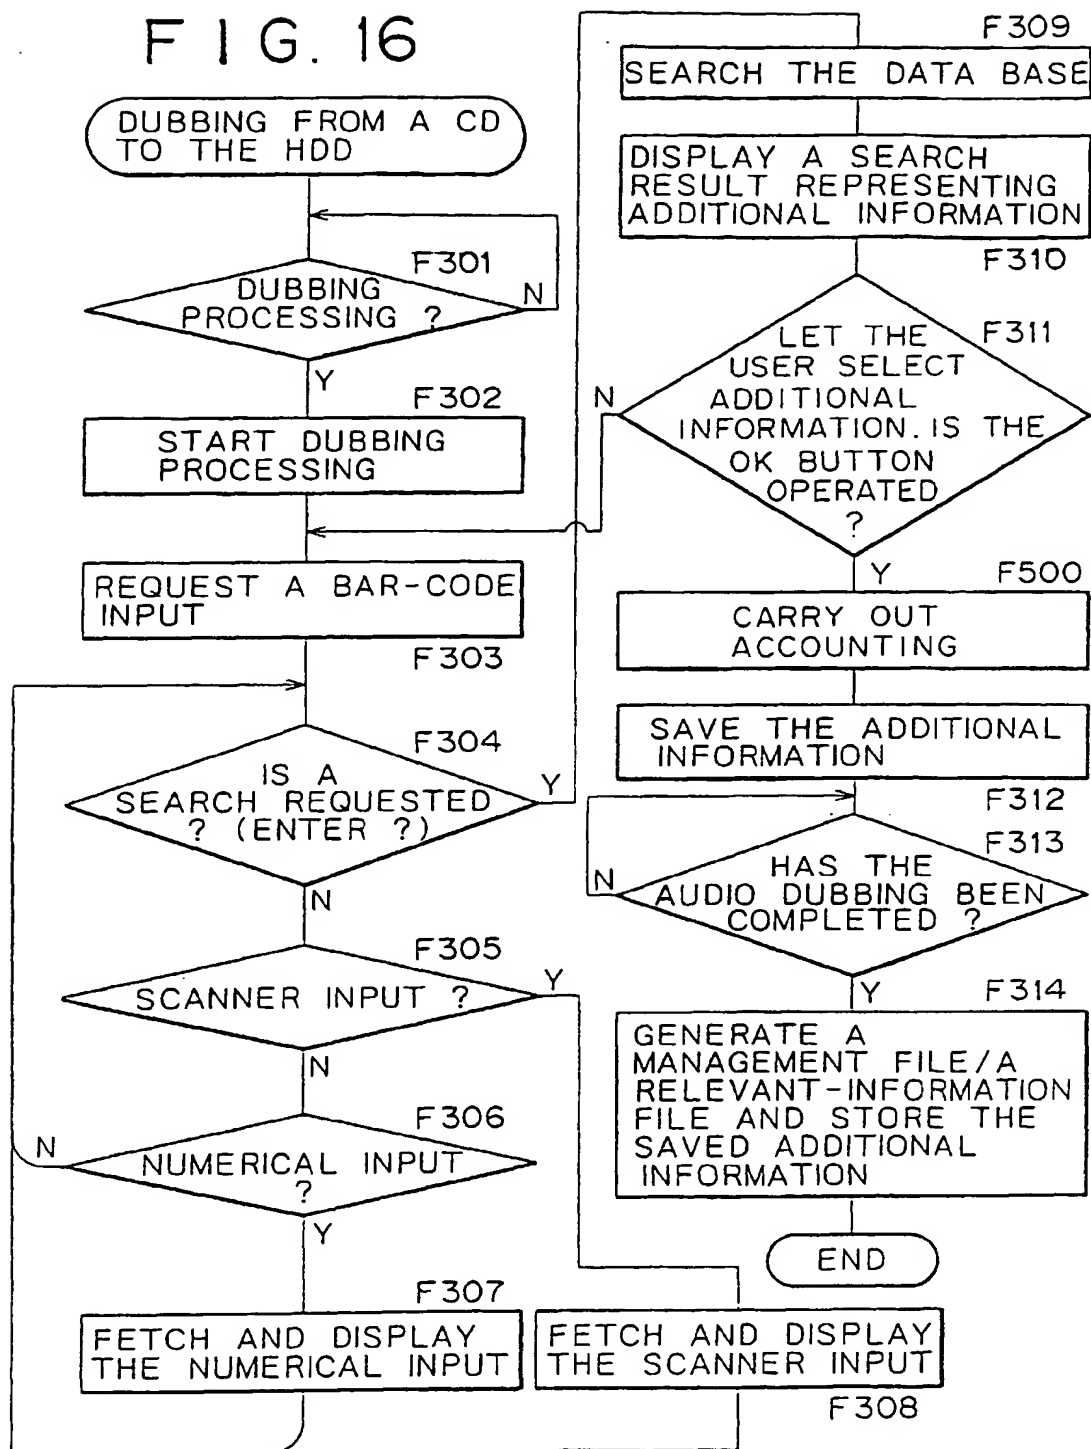 FIG. 16
DUBBING FROM A CD
TO THE HDD
F301
DUBBING
PROCESSING ?
N
Y
F302
START DUBBING
PROCESSING
REQUEST A BAR-CODE
INPUT
F303
F304
IS A
SEARCH REQUESTED
? (ENTER ?)
Y
N
F305
SCANNER INPUT ?
Y
N
F306
N
NUMERICAL INPUT
?
Y
F307
FETCH AND DISPLAY
THE NUMERICAL INPUT
FETCH AND DISPLAY
THE SCANNER INPUT
F308
F309
SEARCH THE DATA BASE
DISPLAY A SEARCH
RESULT REPRESENTING
ADDITIONAL INFORMATION
F310
F311
LET THE
USER SELECT
ADDITIONAL
INFORMATION. IS THE
OK BUTTON
OPERATED
?
N
Y
F500
CARRY OUT
ACCOUNTING
SAVE THE ADDITIONAL
INFORMATION
F312
F313
HAS THE
AUDIO DUBBING BEEN
COMPLETED ?
N
Y
F314
GENERATE A
MANAGEMENT FILE/A
RELEVANT-INFORMATION
FILE AND STORE THE
SAVED ADDITIONAL
INFORMATION
END